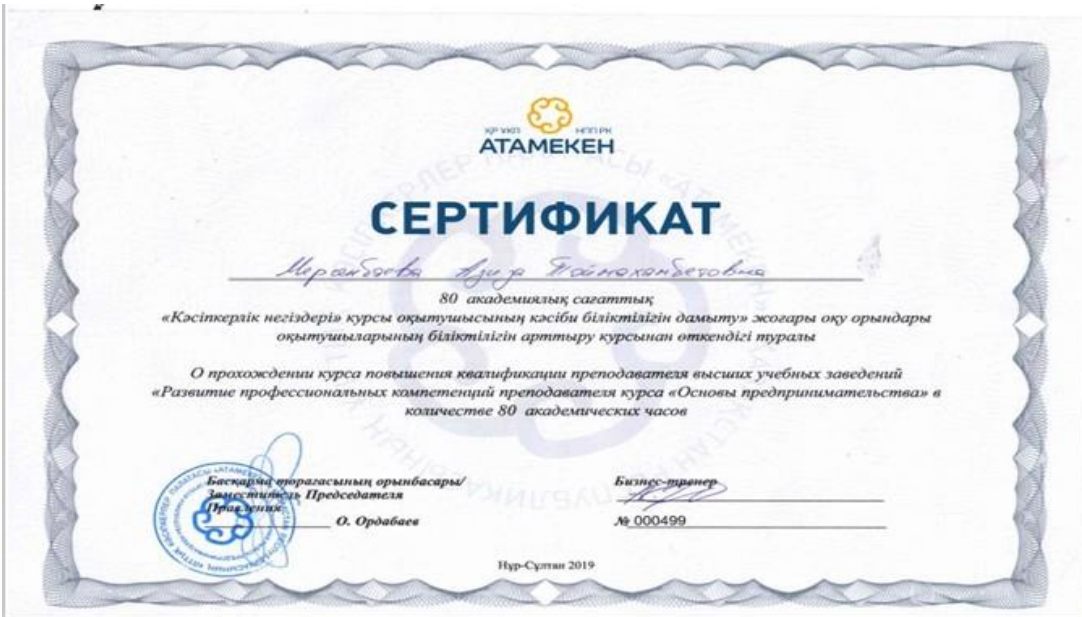 ҚР ҰКП НПП РК
АТАМЕКЕН
СЕРТИФИКАТ
Мерсанбаева Азиза Тоймаханбетовна
80 академиялық сағаттық
«Кәсіпкерлік негіздері» курсы оқытушысының кәсіби біліктілігін дамыту» жоғары оқу орындары
оқытушыларының біліктілігін арттыру курсынан өткендігі туралы
О прохождении курса повышения квалификации преподавателя высших учебных заведений
«Развитие профессиональных компетенций преподавателя курса «Основы предпринимательства» в
количестве 80 академических часов
Басқарма төрағасының орынбасары/
Заместитель Председателя
Правления
О. Ордабаев
Бизнес-тренер
№ 000499
Нұр-Сұлтан 2019